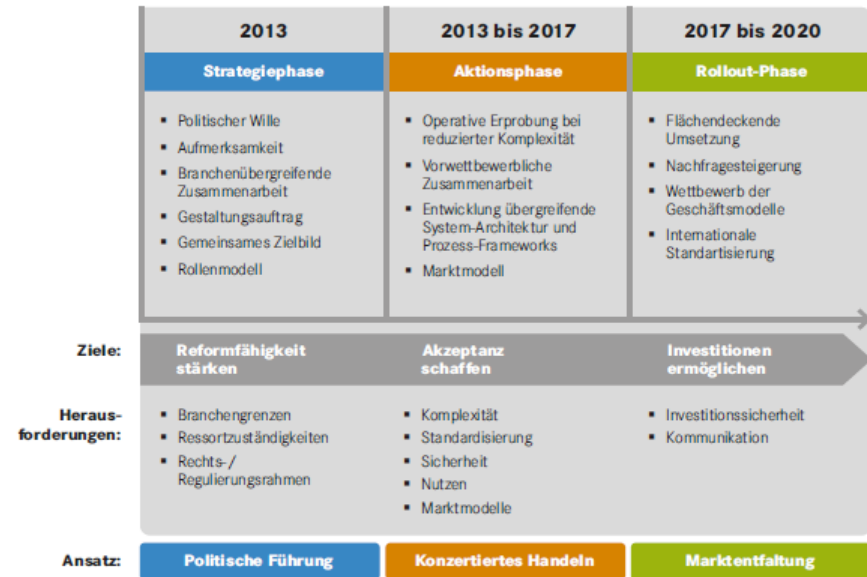 2013
2013 bis 2017
2017 bis 2020
Strategiephase
Aktionsphase
Rollout-Phase
▪ Politischer Wille
▪ Aufmerksamkeit
▪ Branchenübergreifende
Zusammenarbeit
▪ Gestaltungsauftrag
▪ Gemeinsames Zielbild
▪ Rollenmodell
▪ Operative Erprobung bei
reduzierter Komplexität
▪ Vorwettbewerbliche
Zusammenarbeit
▪ Entwicklung übergreifende
System-Architektur und
Prozess-Frameworks
▪ Marktmodell
▪ Flächendeckende
Umsetzung
▪ Nachfragesteigerung
▪ Wettbewerb der
Geschäftsmodelle
▪ Internationale
Standartisierung
Ziele:
Reformfähigkeit
stärken
Akzeptanz
schaffen
Investitionen
ermöglichen
Heraus-
forderungen:
▪ Branchengrenzen
▪ Ressortzuständigkeiten
▪ Rechts-/
Regulierungsrahmen
▪ Komplexität
▪ Standardisierung
▪ Sicherheit
▪ Nutzen
▪ Marktmodelle
▪ Investitionssicherheit
▪ Kommunikation
Ansatz:
Politische Führung
Konzertiertes Handeln
Marktentfaltung